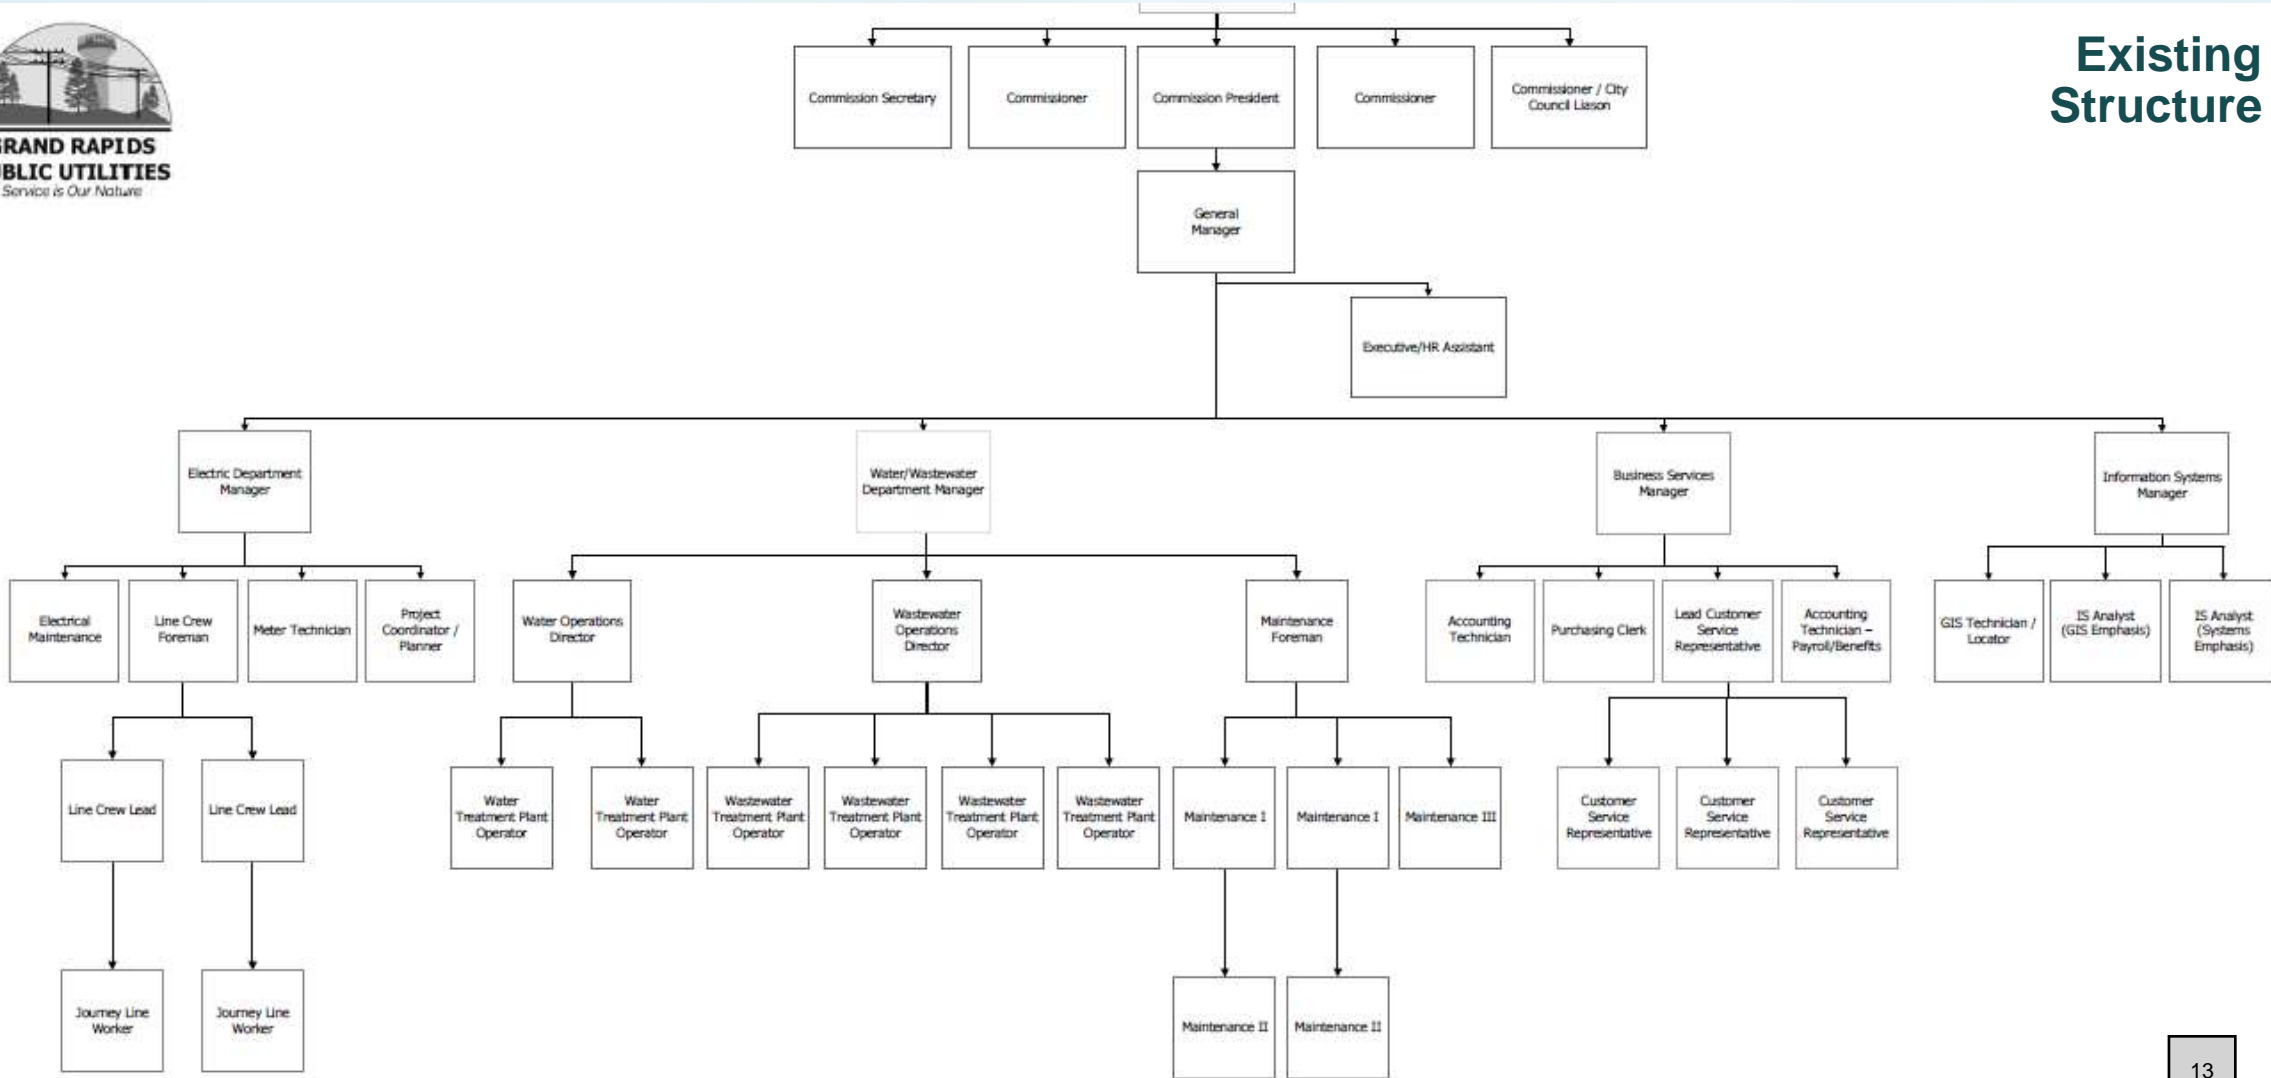 Existing
Structure
GRAND RAPIDS
PUBLIC UTILITIES
Service is Our Nature
Commission Secretary
Commissioner
Commission President
Commissioner
Commissioner / City
Council Liason
General
Manager
Executive/HR Assistant
Electric Department
Manager
Water/Wastewater
Department Manager
Business Services
Manager
Information Systems
Manager
Electrical
Maintenance
Line Crew
Foreman
Meter Technician
Project
Coordinator /
Planner
Water Operations
Director
Wastewater
Operations
Director
Maintenance
Foreman
Accounting
Technician
Purchasing Clerk
Lead Customer
Service
Representative
Accounting
Technician –
Payroll/Benefits
GIS Technician /
Locator
IS Analyst
(GIS Emphasis)
IS Analyst
(Systems
Emphasis)
Line Crew Lead
Line Crew Lead
Water
Treatment Plant
Operator
Water
Treatment Plant
Operator
Wastewater
Treatment Plant
Operator
Wastewater
Treatment Plant
Operator
Wastewater
Treatment Plant
Operator
Wastewater
Treatment Plant
Operator
Maintenance I
Maintenance I
Maintenance III
Customer
Service
Representative
Customer
Service
Representative
Customer
Service
Representative
Journey Line
Worker
Journey Line
Worker
Maintenance II
Maintenance II
13